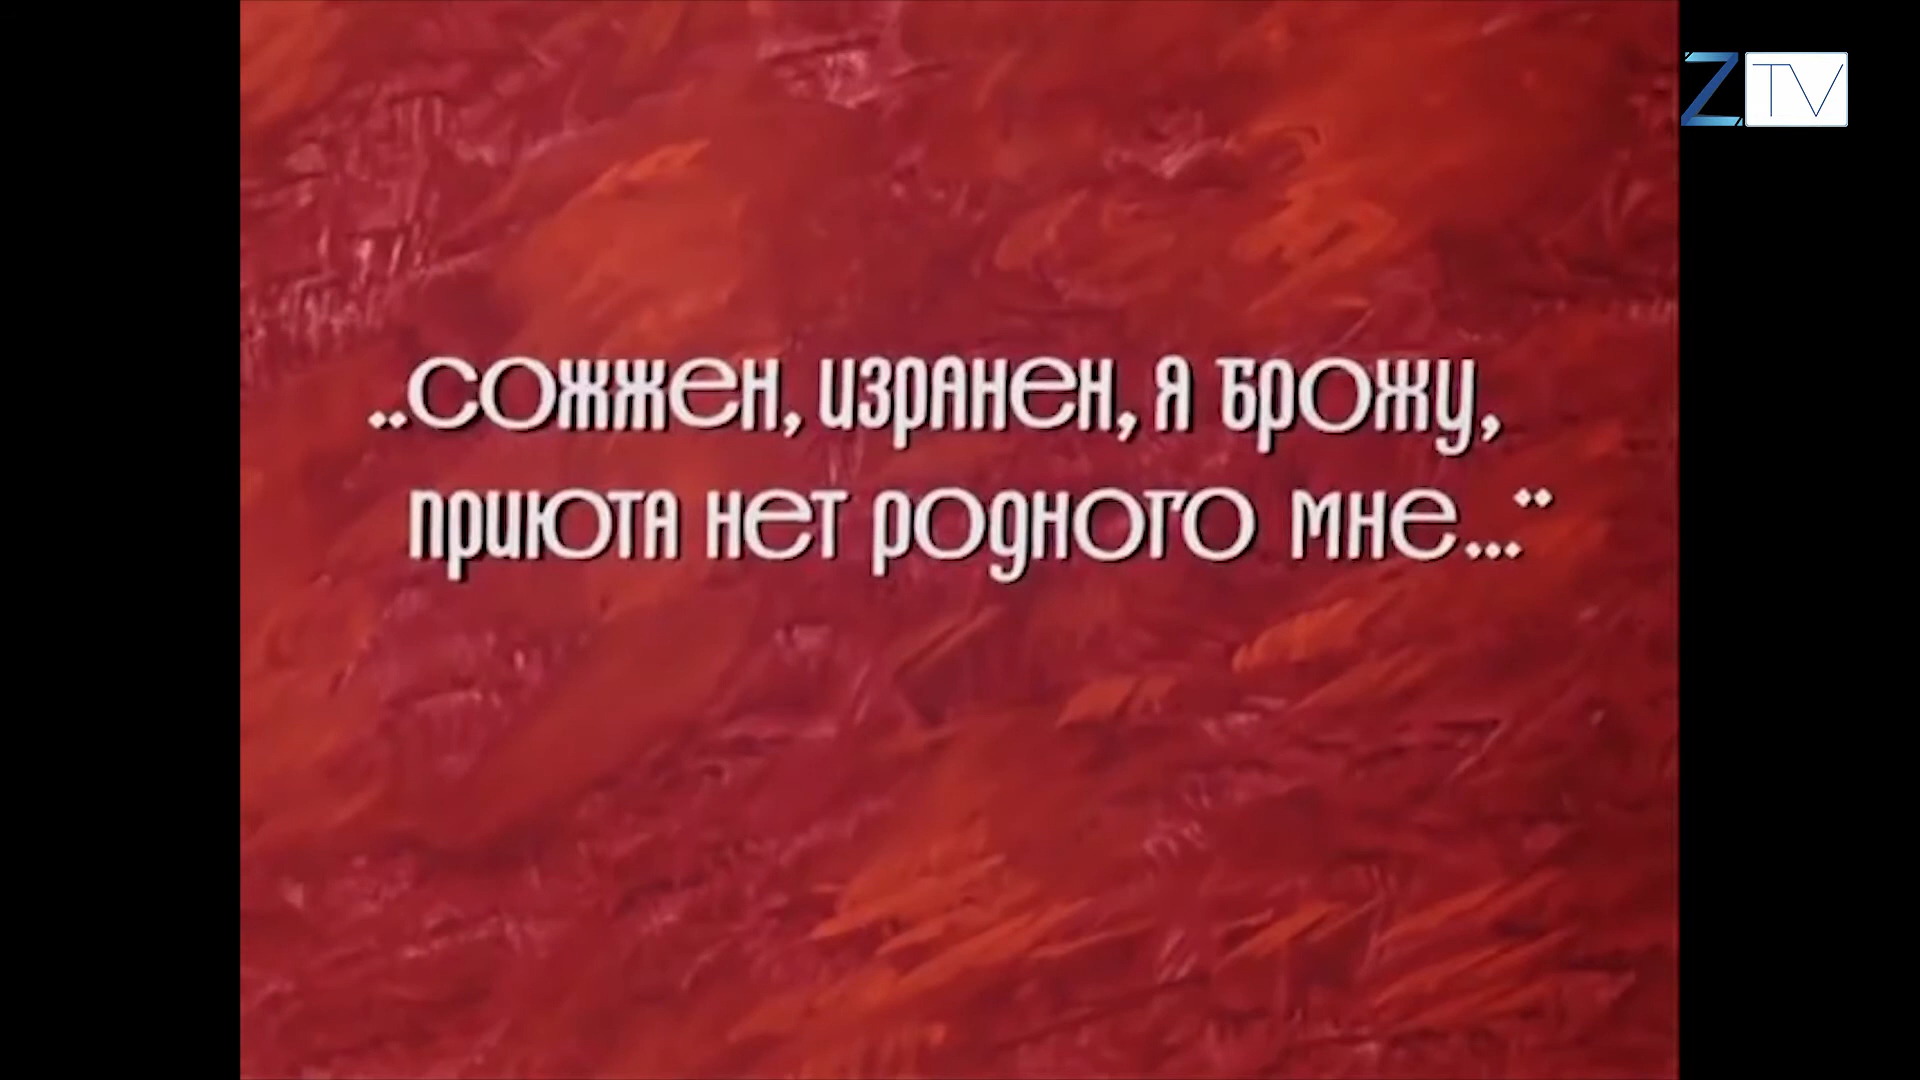 ZTV
„сожжен, изранен, я брожу,
приюта нет родного мне...“